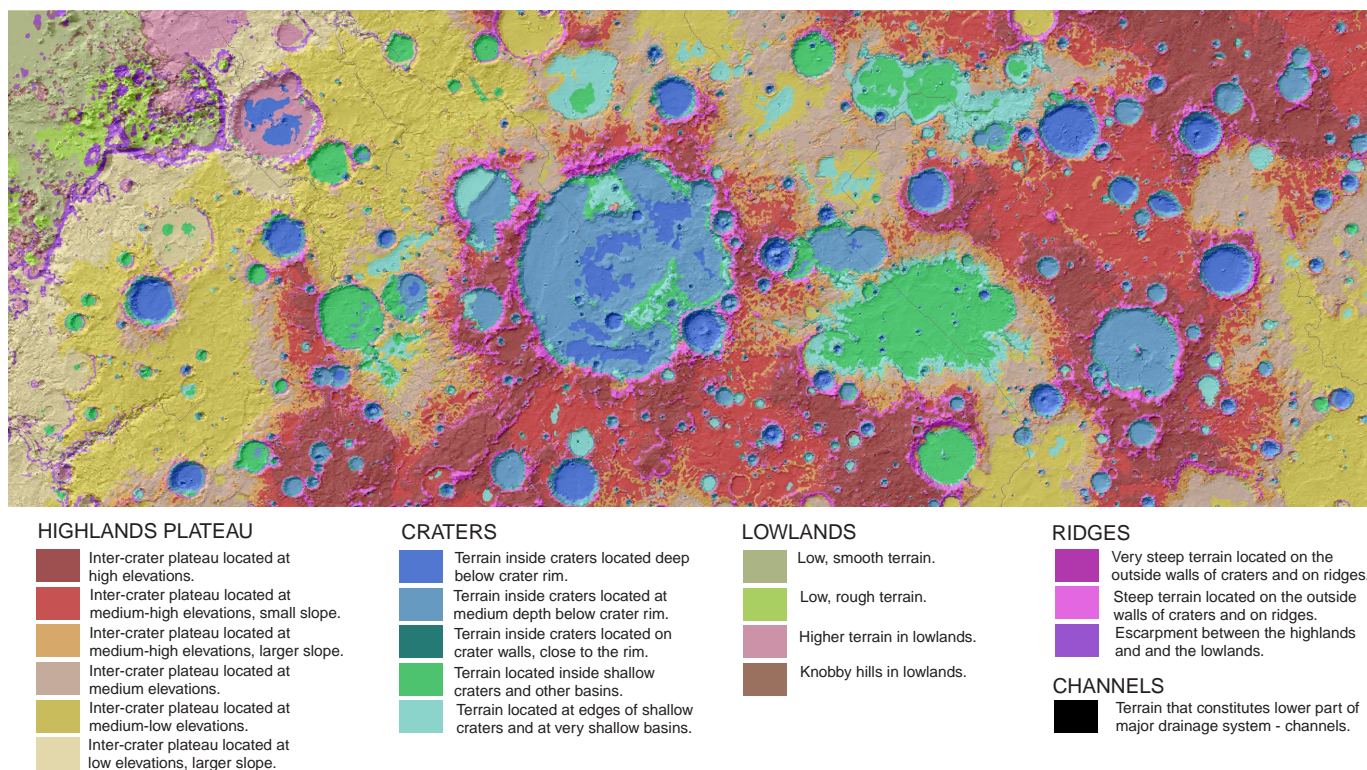 HIGHLANDS PLATEAU
Inter-crater plateau located at
high elevations.
Inter-crater plateau located at
medium-high elevations, small slope.
Inter-crater plateau located at
medium-high elevations, larger slope.
Inter-crater plateau located at
medium elevations.
Inter-crater plateau located at
medium-low elevations.
Inter-crater plateau located at
low elevations, larger slope.
CRATERS
Terrain inside craters located deep
below crater rim.
Terrain inside craters located at
medium depth below crater rim.
Terrain inside craters located on
crater walls, close to the rim.
Terrain located inside shallow
craters and other basins.
Terrain located at edges of shallow
craters and at very shallow basins.
LOWLANDS
Low, smooth terrain.
Low, rough terrain.
Higher terrain in lowlands.
Knobby hills in lowlands.
RIDGES
Very steep terrain located on the
outside walls of craters and on ridges.
Steep terrain located on the outside
walls of craters and on ridges.
Escarpment between the highlands
and and the lowlands.
CHANNELS
Terrain that constitutes lower part of
major drainage system - channels.